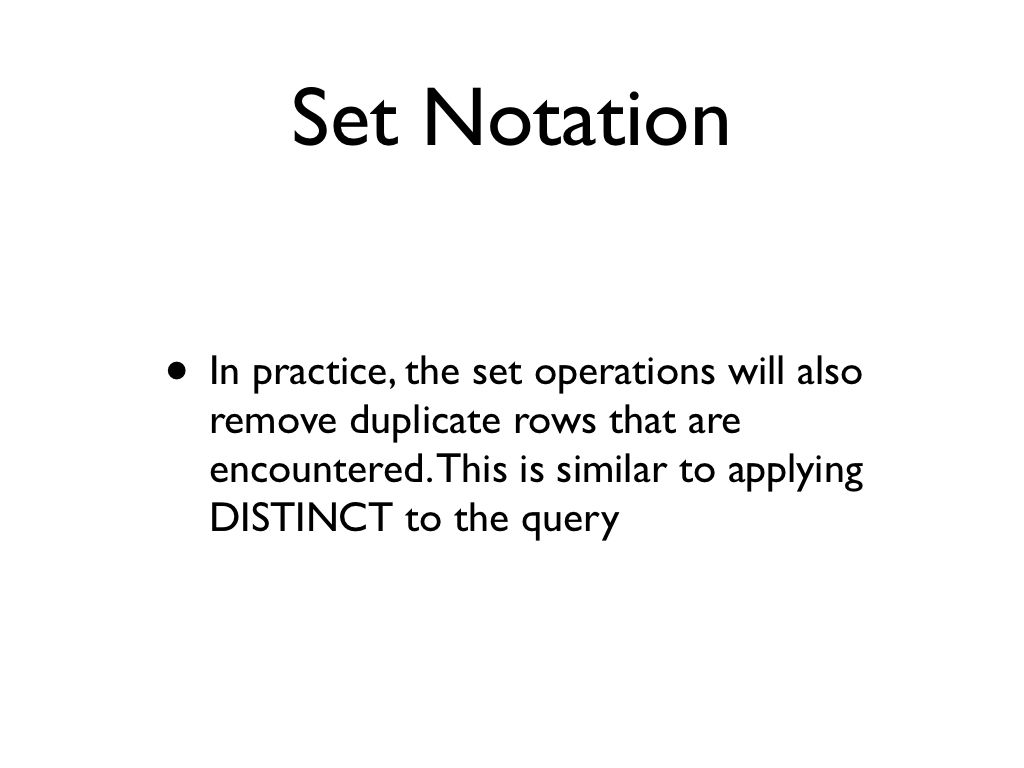 Set Notation
• In practice, the set operations will also
remove duplicate rows that are
encountered. This is similar to applying
DISTINCT to the query